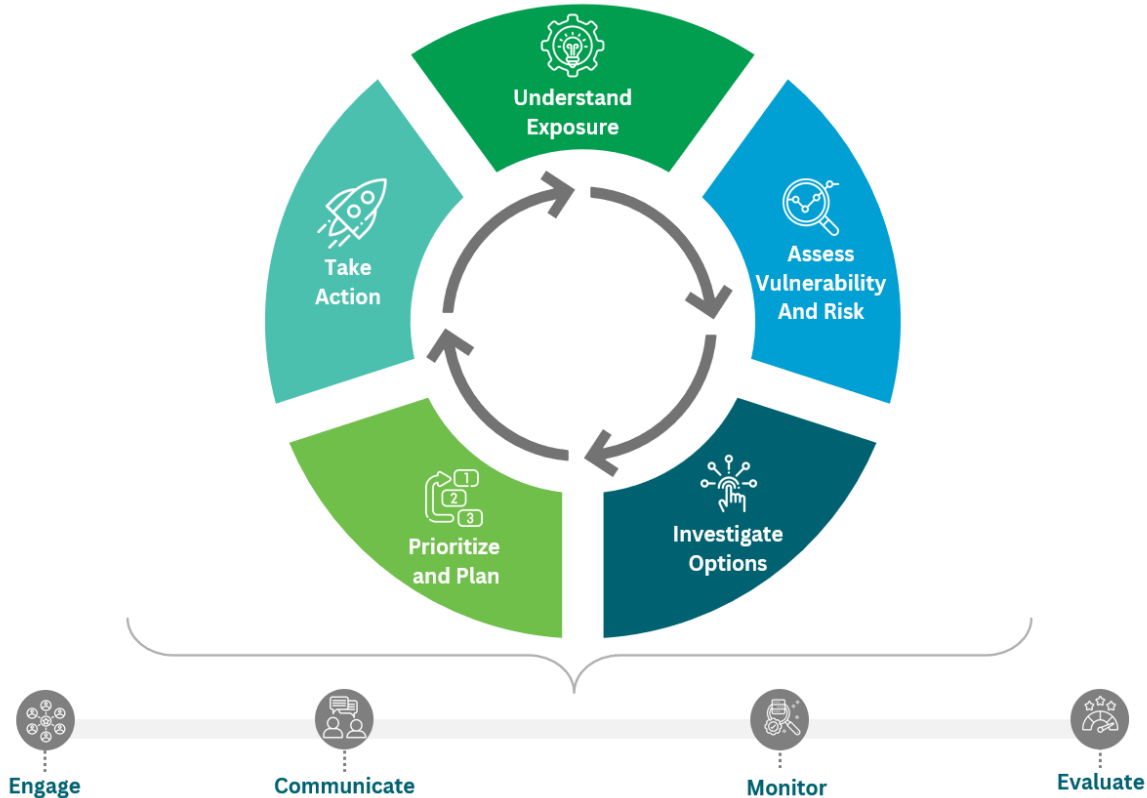 Understand
Exposure
Assess
Vulnerability
And Risk
Investigate
Options
1
2
3
Prioritize
and Plan
Take
Action
Engage
Communicate
Monitor
Evaluate